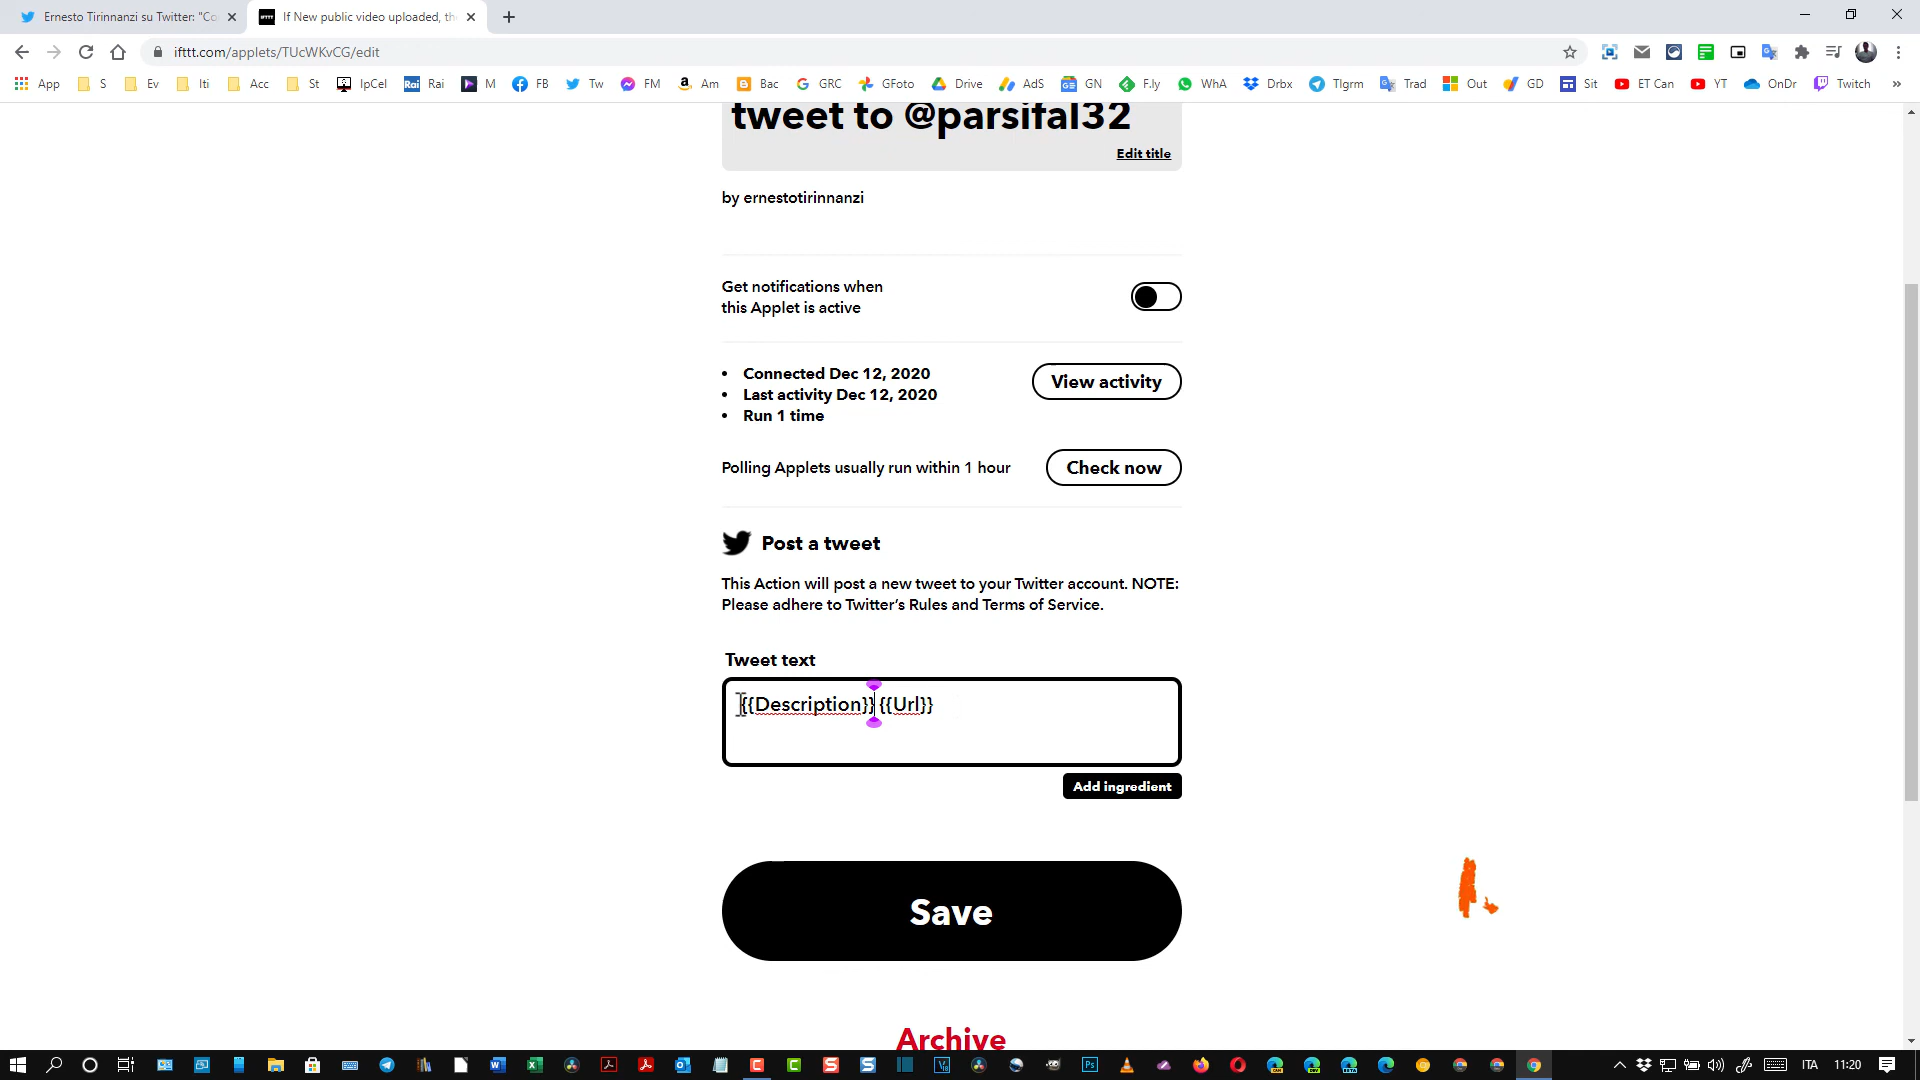 Ernesto Tirinnanzi su Twitter: "Co
If New public video uploaded, the
ifttt.com/applets/TUcWKvCG/edit
App S Ev Iti Acc St IpCel Rai Rai M FB Tw FM Am Bac GRC GFoto Drive AdS GN F.ly WhA Drbx Tlgrm Trad Out GD Sit ET Can YT OnDr Twitch »
tweet to @parsifal32
Edit title
by ernestotirinnanzi
Get notifications when
this Applet is active
• Connected Dec 12, 2020
• Last activity Dec 12, 2020
• Run 1 time
View activity
Polling Applets usually run within 1 hour
Check now
Post a tweet
This Action will post a new tweet to your Twitter account. NOTE:
Please adhere to Twitter's Rules and Terms of Service.
Tweet text
{{Description}} {{Url}}
Add ingredient
Save
Archive
ITA 11:20